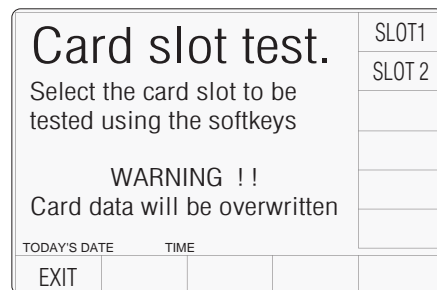 Card slot test.
Select the card slot to be
tested using the softkeys
WARNING !!
Card data will be overwritten
TODAY'S DATE TIME
SLOT1
SLOT 2
EXIT